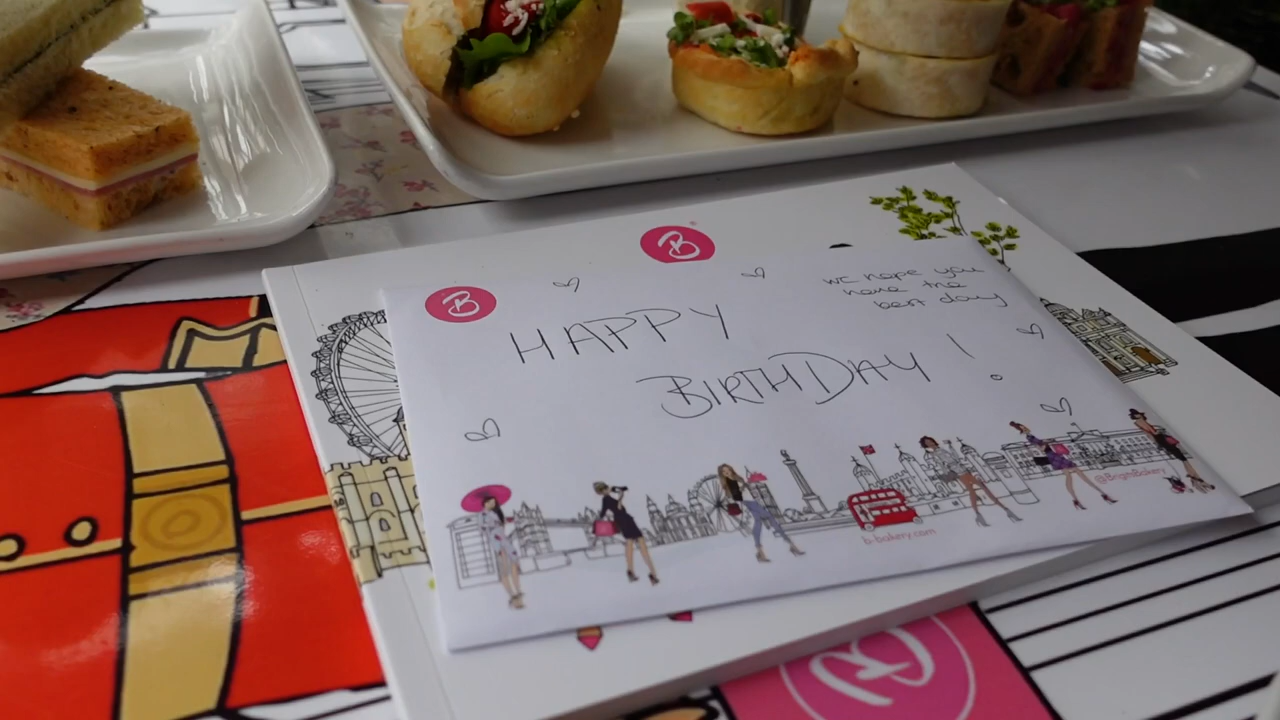 B
B
we hope you
have the
best day
HAPPY
BIRTHDAY!
@BrigitsBakery
b-bakery.com
B